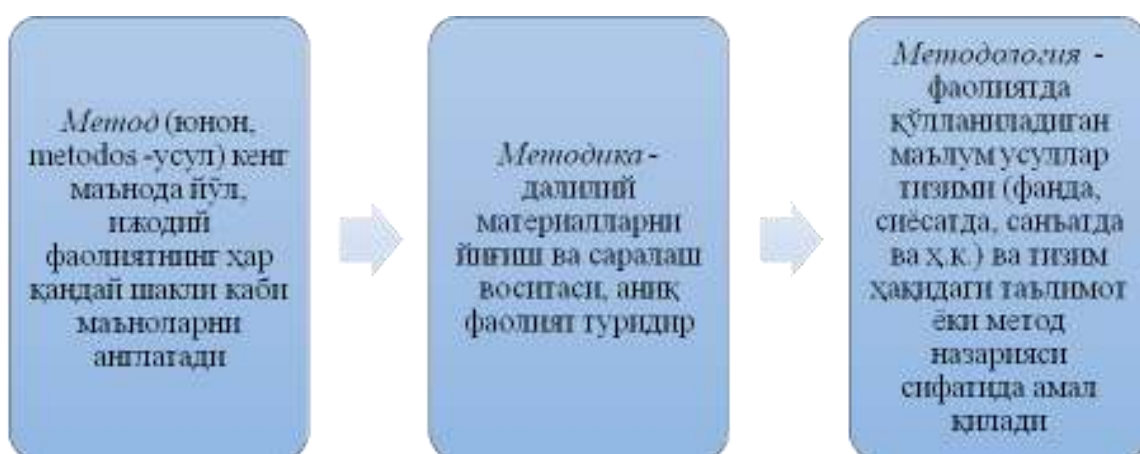 Метод (юнон,
metodos -усул) кенг
маънода йўл,
ижодий
фаолиятнинг ҳар
қандай шакли каби
маъноларни
англатади
Методика -
далилий
материалларни
йиғиш ва саралаш
воситаси, аниқ
фаолият туридир
Методология -
фаолиятда
қўлланиладиган
маълум усуллар
тизими (фанда,
сиёсатда, санъатда
ва ҳ.к.) ва тизим
ҳақидаги таълимот
ёки метод
назарияси
сифатида амал
қилади